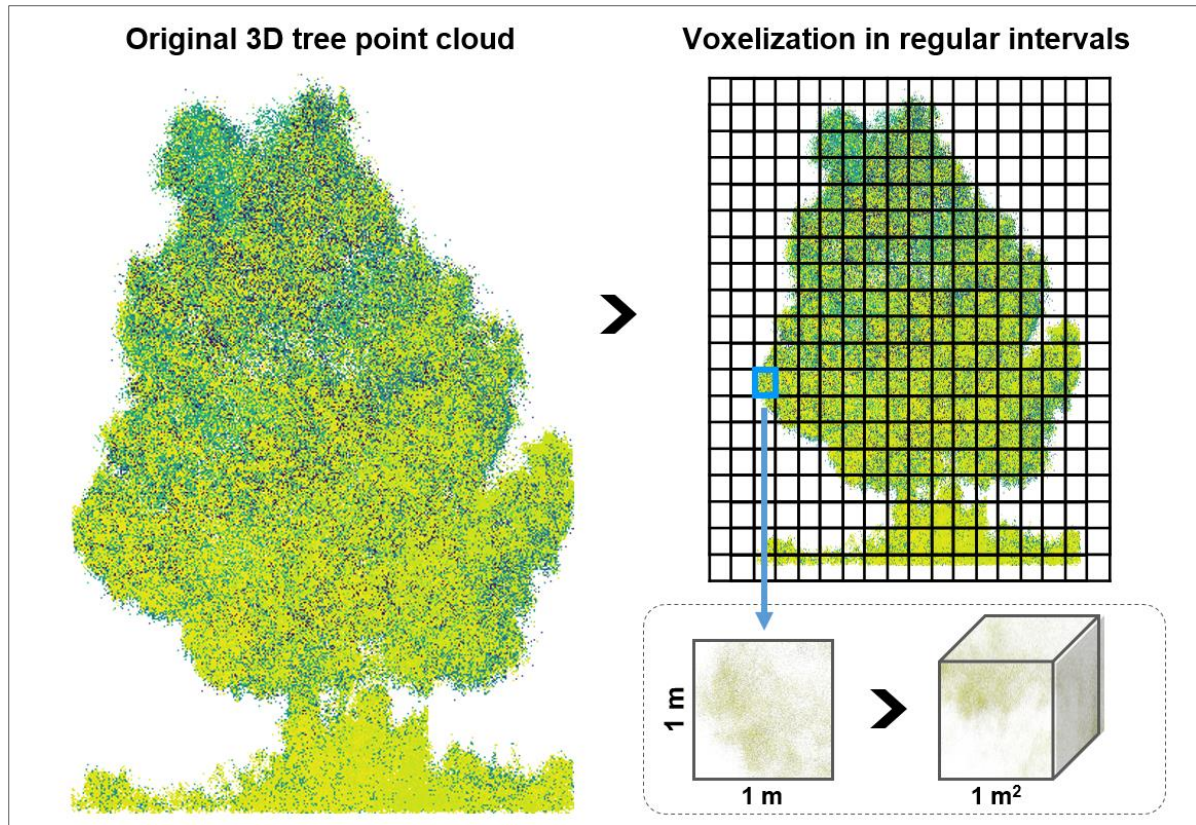 Original 3D tree point cloud
Voxelization in regular intervals
1 m
1 m
1 m²